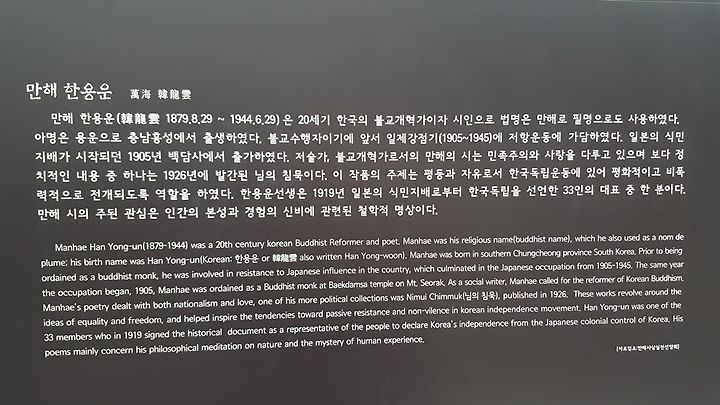 만해 한용운 萬海 韓龍雲
만해 한용운(韓龍雲 1879.8.29 ~ 1944.6.29)은 20세기 한국의 불교개혁가이자 시인으로 법명은 만해로 필명으로도 사용하였다.
아명은 용운으로 충남홍성에서 출생하였다. 불교수행자이기에 앞서 일제강점기(1905~1945)에 저항운동에 가담하였다. 일본의 식민
지배가 시작되던 1905년 백담사에서 출가하였다. 저술가, 불교개혁가로서의 만해의 시는 민족주의와 사랑을 다루고 있으며 보다 정
치적인 내용 중 하나는 1926년에 발간된 님의 침묵이다. 이 작품의 주제는 평등과 자유로서 한국독립운동에 있어 평화적이고 비폭
력적으로 전개되도록 역할을 하였다. 한용운선생은 1919년 일본의 식민지배로부터 한국독립을 선언한 33인의 대표 중 한 분이다.
만해 시의 주된 관심은 인간의 본성과 경험의 신비에 관련된 철학적 명상이다.
Manhae Han Yong-un(1879-1944) was a 20th century korean Buddhist Reformer and poet. Manhae was his religious name(buddhist name), which he also used as a nom de
plume; his birth name was Han Yong-un(Korean: 한용운 or 韓龍雲 also written Han Yong-woon). Manhae was born in southern Chungcheong province South Korea. Prior to being
ordained as a buddhist monk, he was involved in resistance to Japanese influence in the country, which culminated in the Japanese occupation from 1905-1945. The same year
the occupation began, 1905, Manhae was ordained as a Buddhist monk at Baekdamsa temple on Mt. Seorak. As a social writer, Manhae called for the reformer of Korean Buddhism.
Manhae's poetry dealt with both nationalism and love, one of his more political collections was Nimui Chimmuk(님의 침묵), published in 1926. These works revolve around the
ideas of equality and freedom, and helped inspire the tendencies toward passive resistance and non-vilence in korean independence movement. Han Yong-un was one of the
33 members who in 1919 signed the historical document as a representative of the people to declare Korea's independence from the Japanese colonial control of Korea. His
poems mainly concern his philosophical meditation on nature and the mystery of human experience.
[자료협조:만해사상실천선양회]